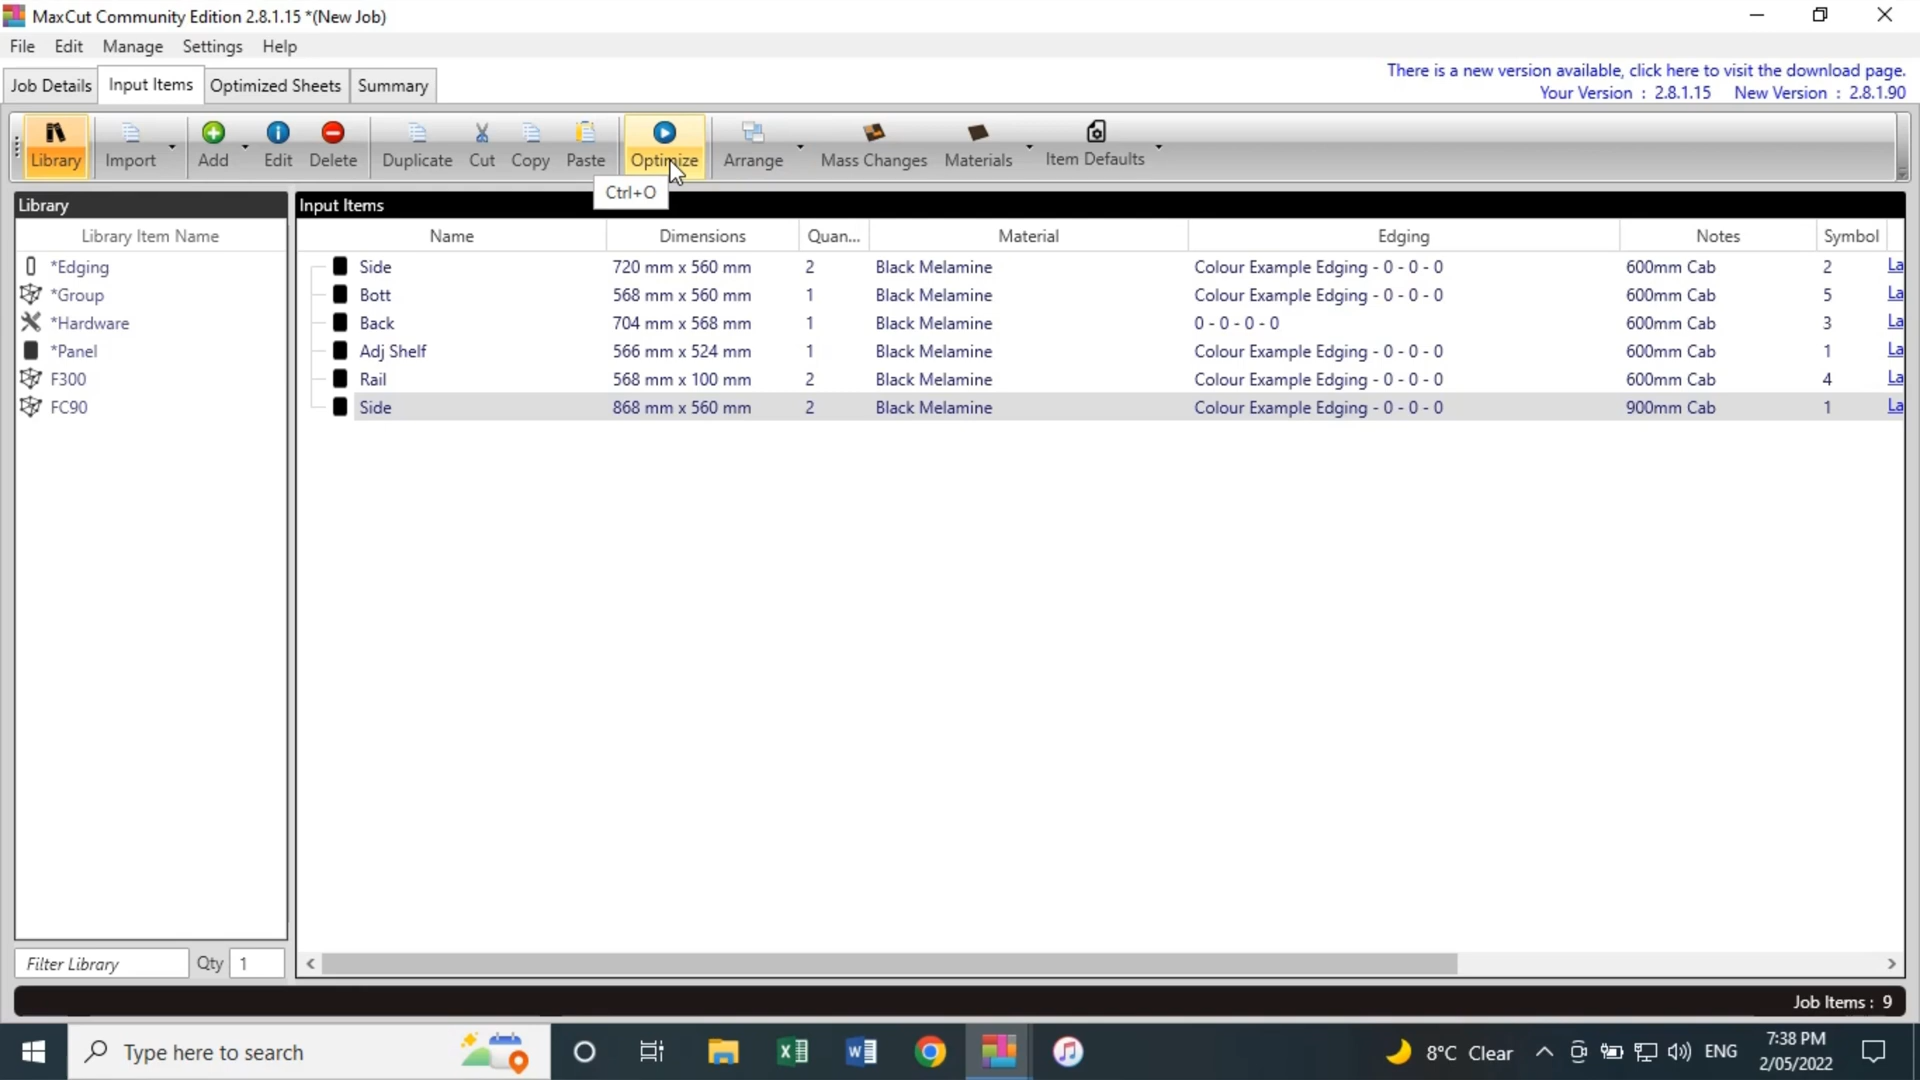 MaxCut Community Edition 2.8.1.15 *(New Job)
File Edit Manage Settings Help
There is a new version available, click here to visit the download page.
Job Details Input Items Optimized Sheets Summary
Your Version : 2.8.1.15 New Version : 2.8.1.90
Library Import Add Edit Delete Duplicate Cut Copy Paste Optimize Arrange Mass Changes Materials Item Defaults
Ctrl+O
Library
Library Item Name
*Edging
*Group
*Hardware
*Panel
F300
FC90
Filter Library Qty 1
Input Items
Name Dimensions Quan... Material Edging Notes Symbol
Side 720 mm x 560 mm 2 Black Melamine Colour Example Edging - 0 - 0 - 0 600mm Cab 2 La
Bott 568 mm x 560 mm 1 Black Melamine Colour Example Edging - 0 - 0 - 0 600mm Cab 5 La
Back 704 mm x 568 mm 1 Black Melamine 0 - 0 - 0 - 0 600mm Cab 3 La
Adj Shelf 566 mm x 524 mm 1 Black Melamine Colour Example Edging - 0 - 0 - 0 600mm Cab 1 La
Rail 568 mm x 100 mm 2 Black Melamine Colour Example Edging - 0 - 0 - 0 600mm Cab 4 La
Side 868 mm x 560 mm 2 Black Melamine Colour Example Edging - 0 - 0 - 0 900mm Cab 1 La
Job Items : 9
Type here to search
8°C Clear
ENG
7:38 PM
2/05/2022